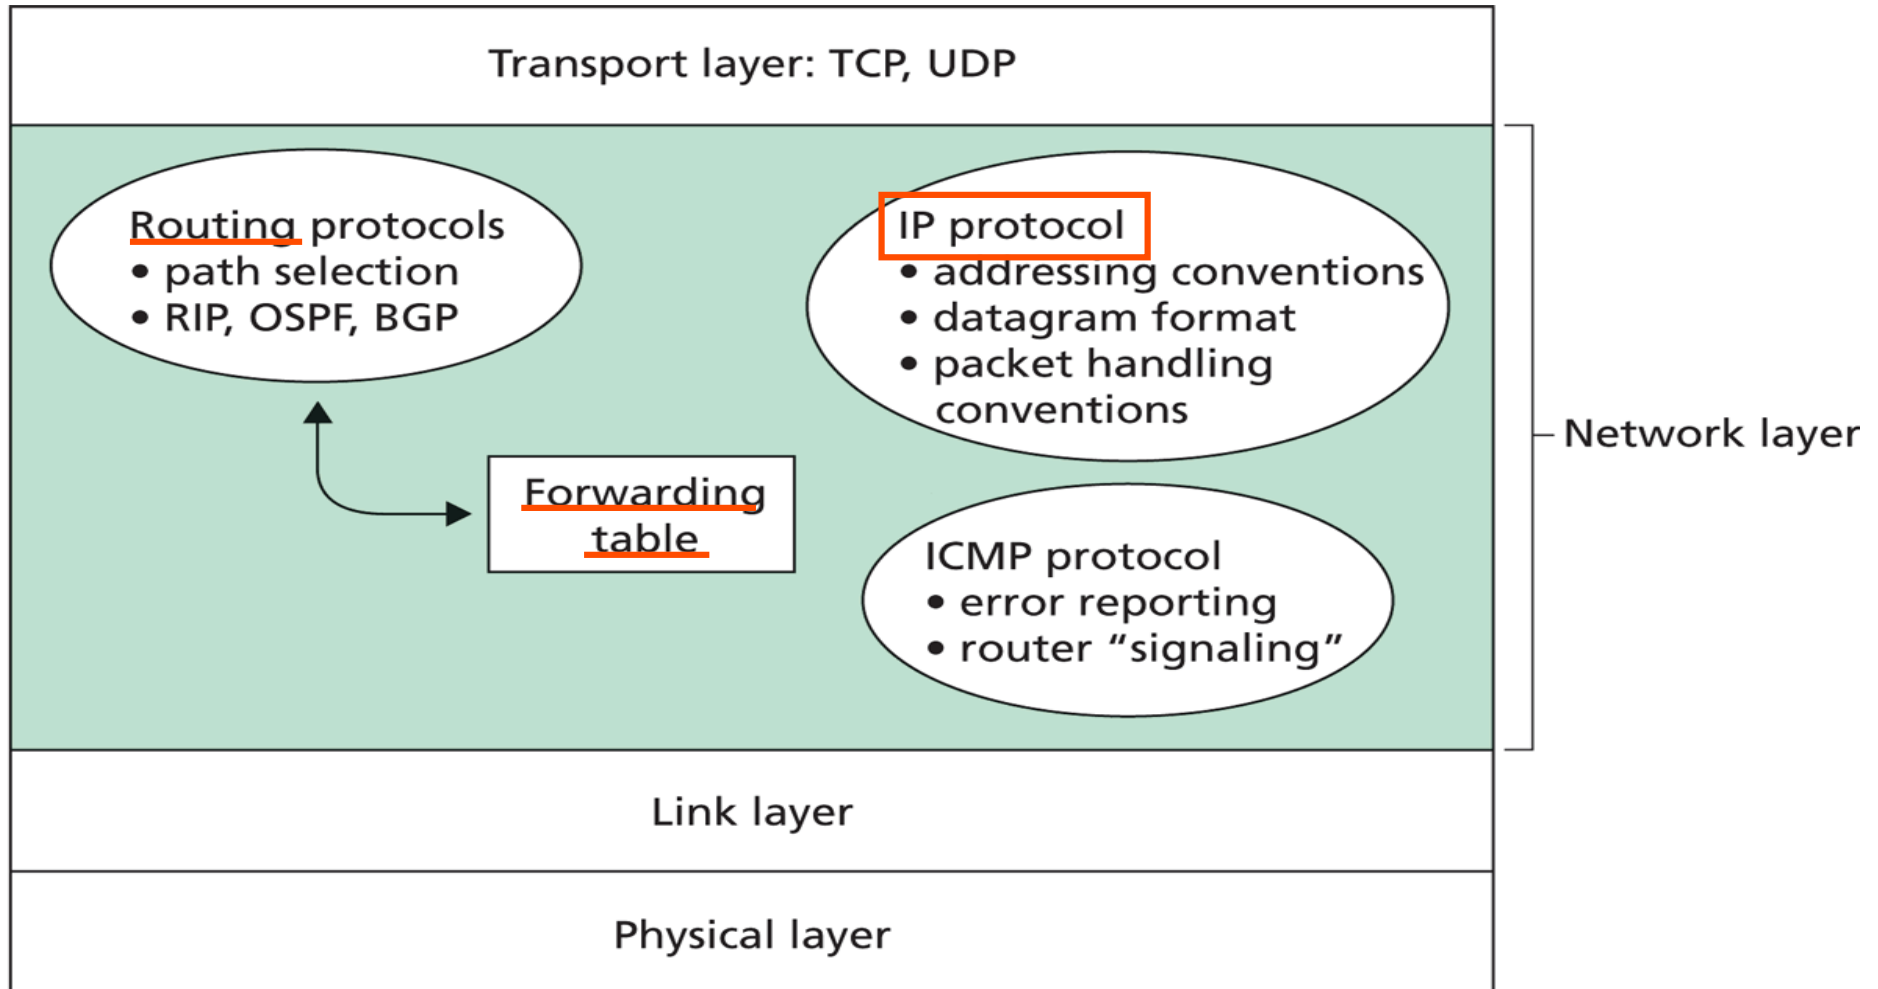 Transport layer: TCP, UDP
Routing protocols
• path selection
• RIP, OSPF, BGP
IP protocol
• addressing conventions
• datagram format
• packet handling
conventions
Network layer
Forwarding
table
ICMP protocol
• error reporting
• router “signaling”
Link layer
Physical layer